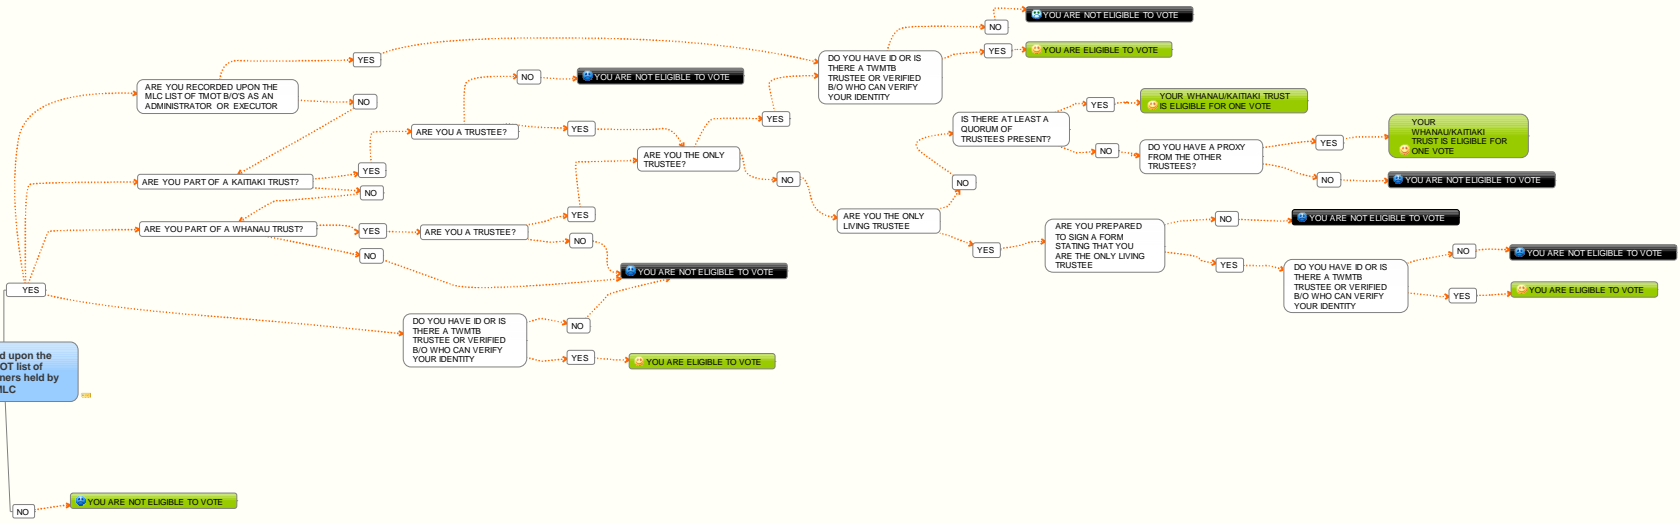 NO
YOU ARE NOT ELIGIBLE TO VOTE
YES
YOU ARE ELIGIBLE TO VOTE
DO YOU HAVE ID OR IS
THERE A TWMTB
TRUSTEE OR VERIFIED
B/O WHO CAN VERIFY
YOUR IDENTITY
YES
ARE YOU RECORDED UPON THE
MLC LIST OF TMOT B/O'S AS AN
ADMINISTRATOR OR EXECUTOR
NO
NO
YOU ARE NOT ELIGIBLE TO VOTE
ARE YOU A TRUSTEE?
YES
YES
ARE YOU THE ONLY
TRUSTEE?
NO
ARE YOU PART OF A KAITIAKI TRUST?
YES
NO
ARE YOU PART OF A WHANAU TRUST?
YES
NO
ARE YOU A TRUSTEE?
YES
NO
YOU ARE NOT ELIGIBLE TO VOTE
IS THERE AT LEAST A
QUORUM OF
TRUSTEES PRESENT?
YES
YOUR WHANAU/KAITIAKI TRUST
IS ELIGIBLE FOR ONE VOTE
NO
DO YOU HAVE A PROXY
FROM THE OTHER
TRUSTEES?
YES
YOUR
WHANAU/KAITIAKI
TRUST IS ELIGIBLE FOR
ONE VOTE
NO
YOU ARE NOT ELIGIBLE TO VOTE
NO
ARE YOU THE ONLY
LIVING TRUSTEE
YES
ARE YOU PREPARED
TO SIGN A FORM
STATING THAT YOU
ARE THE ONLY LIVING
TRUSTEE
NO
YOU ARE NOT ELIGIBLE TO VOTE
YES
DO YOU HAVE ID OR IS
THERE A TWMTB
TRUSTEE OR VERIFIED
B/O WHO CAN VERIFY
YOUR IDENTITY
NO
YOU ARE NOT ELIGIBLE TO VOTE
YES
YOU ARE ELIGIBLE TO VOTE
YES
DO YOU HAVE ID OR IS
THERE A TWMTB
TRUSTEE OR VERIFIED
B/O WHO CAN VERIFY
YOUR IDENTITY
NO
YES
YOU ARE ELIGIBLE TO VOTE
d upon the
OT list of
ners held by
LC
NO
YOU ARE NOT ELIGIBLE TO VOTE